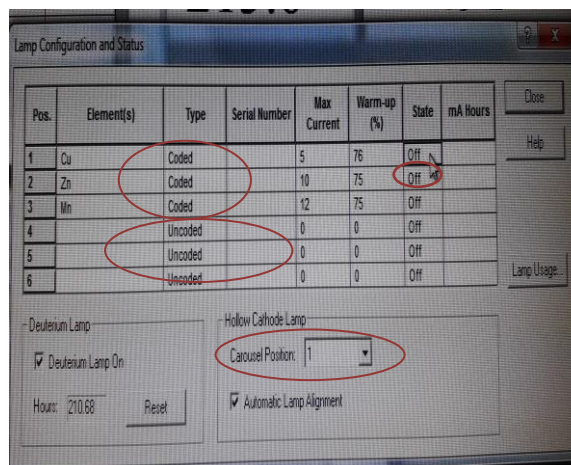 Lamp Configuration and Status
Pos. Element(s) Type Serial Number Max Current Warm-up (%) State mA Hours
1 Cu Coded 5 76 Off
2 Zn Coded 10 75 Off
3 Mn Coded 12 75 Off
4 Uncoded 0 0 Off
5 Uncoded 0 0 Off
6 Uncoded 0 0 Off
Close
Help
Lamp Usage...
Deuterium Lamp
Deuterium Lamp On
Hours: 210.68 Reset
Hollow Cathode Lamp
Carousel Position: 1
Automatic Lamp Alignment